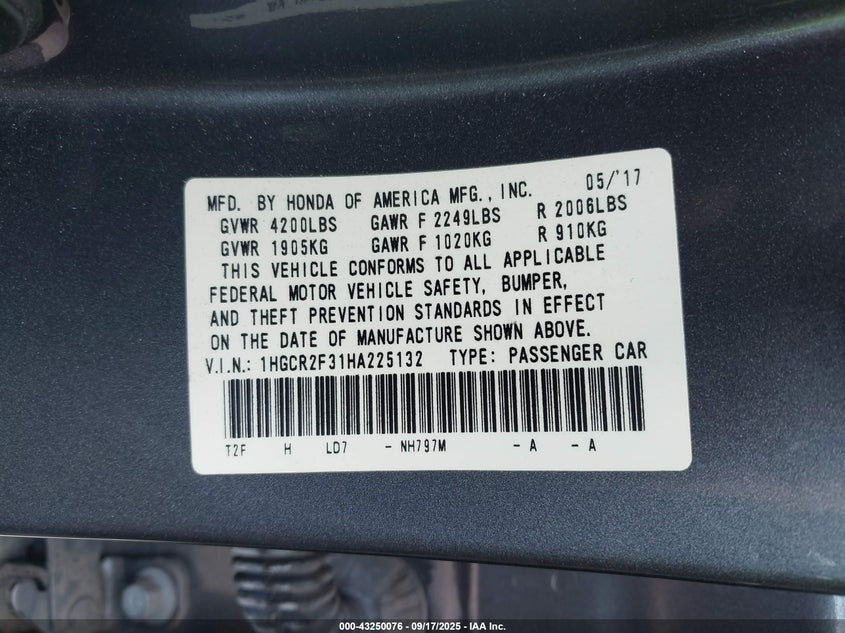 MFD. BY HONDA OF AMERICA MFG., INC. 05/'17
GVWR 4200LBS GAWR F 2249LBS R 2006LBS
GVWR 1905KG GAWR F 1020KG R 910KG
THIS VEHICLE CONFORMS TO ALL APPLICABLE
FEDERAL MOTOR VEHICLE SAFETY, BUMPER,
AND THEFT PREVENTION STANDARDS IN EFFECT
ON THE DATE OF MANUFACTURE SHOWN ABOVE.
V.I.N.: 1HGCR2F31HA225132 TYPE: PASSENGER CAR
T2F H LD7 - NH797M - A - A
000-43250076 - 09/17/2025 - IAA Inc.